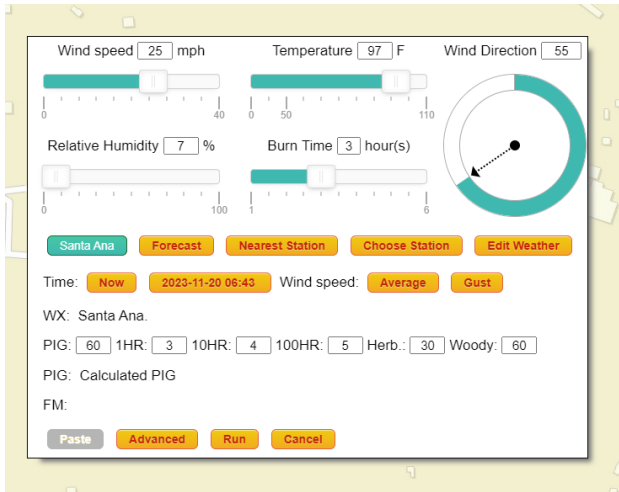 Wind speed 25 mph Temperature 97 F Wind Direction 55
0 40 0 50 110
Relative Humidity 7 % Burn Time 3 hour(s)
0 100 1 6
Santa Ana Forecast Nearest Station Choose Station Edit Weather
Time: Now 2023-11-20 06:43 Wind speed: Average Gust
WX: Santa Ana.
PIG: 60 1HR: 3 10HR: 4 100HR: 5 Herb.: 30 Woody: 60
PIG: Calculated PIG
FM:
Paste Advanced Run Cancel